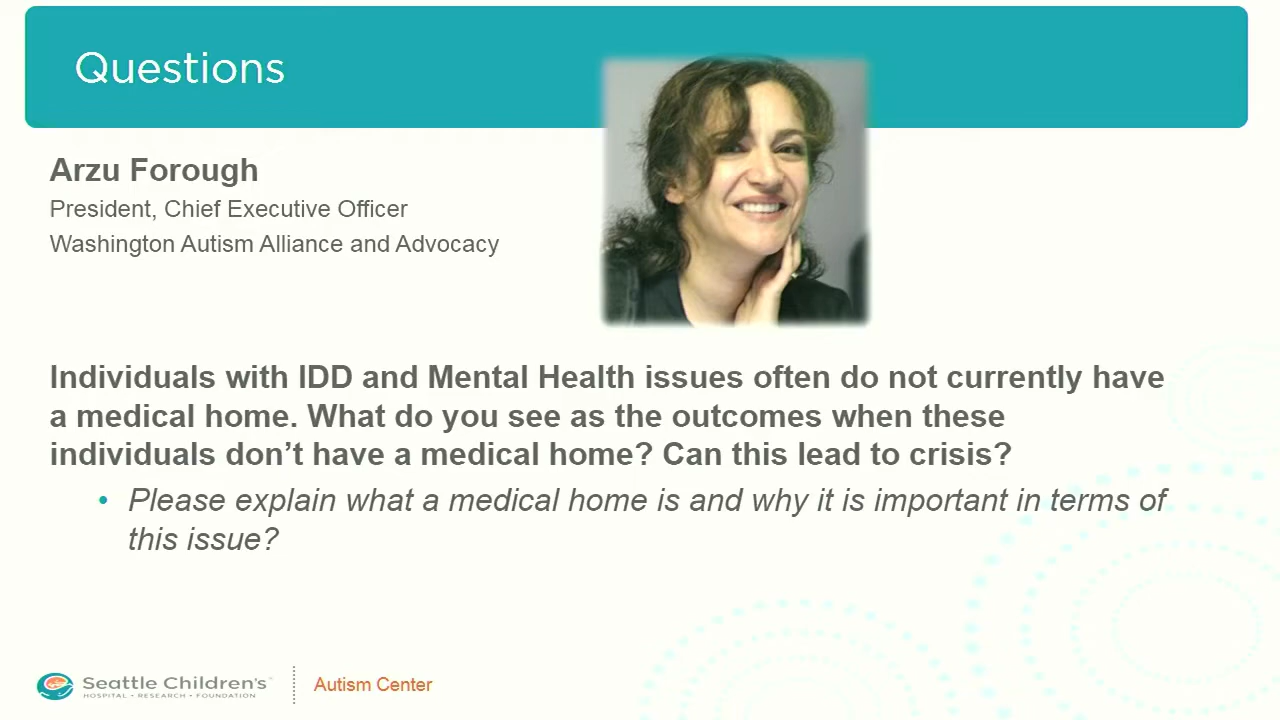 Questions
Arzu Forough
President, Chief Executive Officer
Washington Autism Alliance and Advocacy
Individuals with IDD and Mental Health issues often do not currently have
a medical home. What do you see as the outcomes when these
individuals don’t have a medical home? Can this lead to crisis?
• Please explain what a medical home is and why it is important in terms of
this issue?
Seattle Children's
HOSPITAL • RESEARCH • FOUNDATION
Autism Center